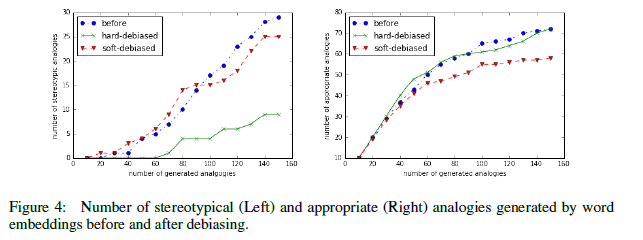 30
25
20
15
10
5
0
0 20 40 60 80 100 120 140 160
number of stereotypic analogies
number of generated analgogies
before
hard-debiased
soft-debiased
80
70
60
50
40
30
20
10
0 20 40 60 80 100 120 140 160
number of appropriate analogies
number of generated analogies
before
hard-debiased
soft-debiased
Figure 4: Number of stereotypical (Left) and appropriate (Right) analogies generated by word
embeddings before and after debiasing.